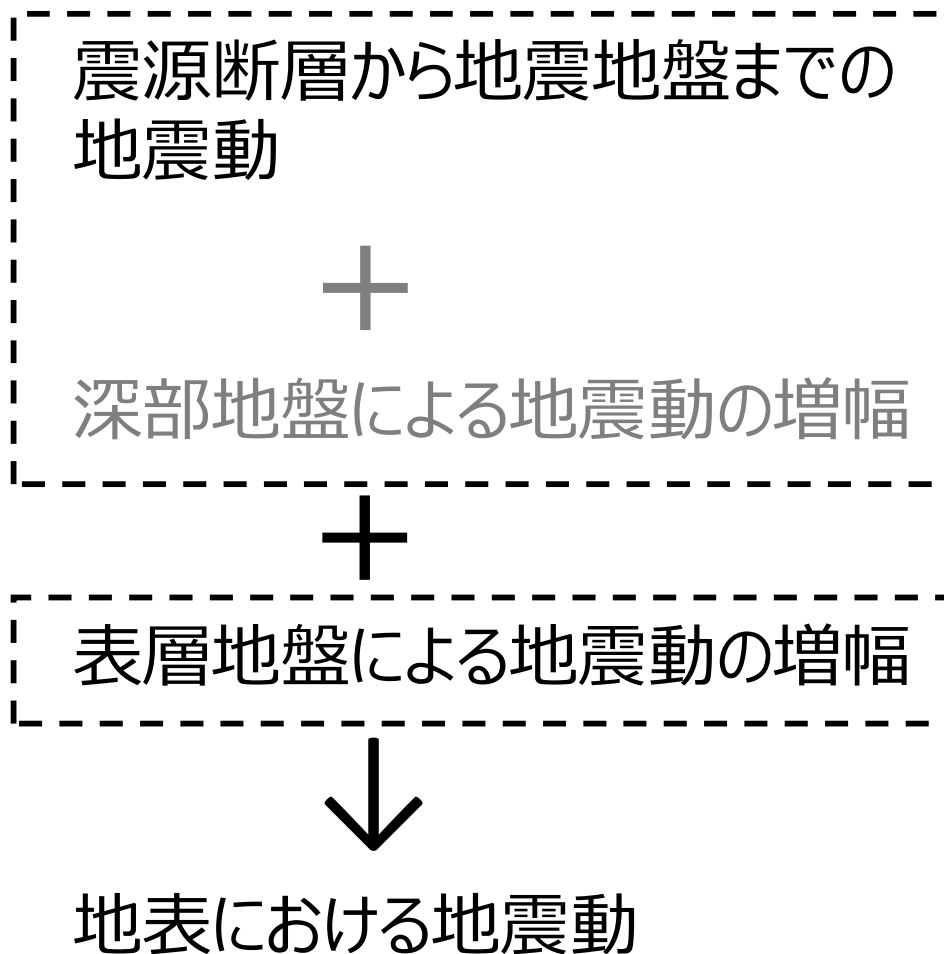 震源断層から地震地盤までの
地震動
＋
深部地盤による地震動の増幅
＋
表層地盤による地震動の増幅
↓
地表における地震動